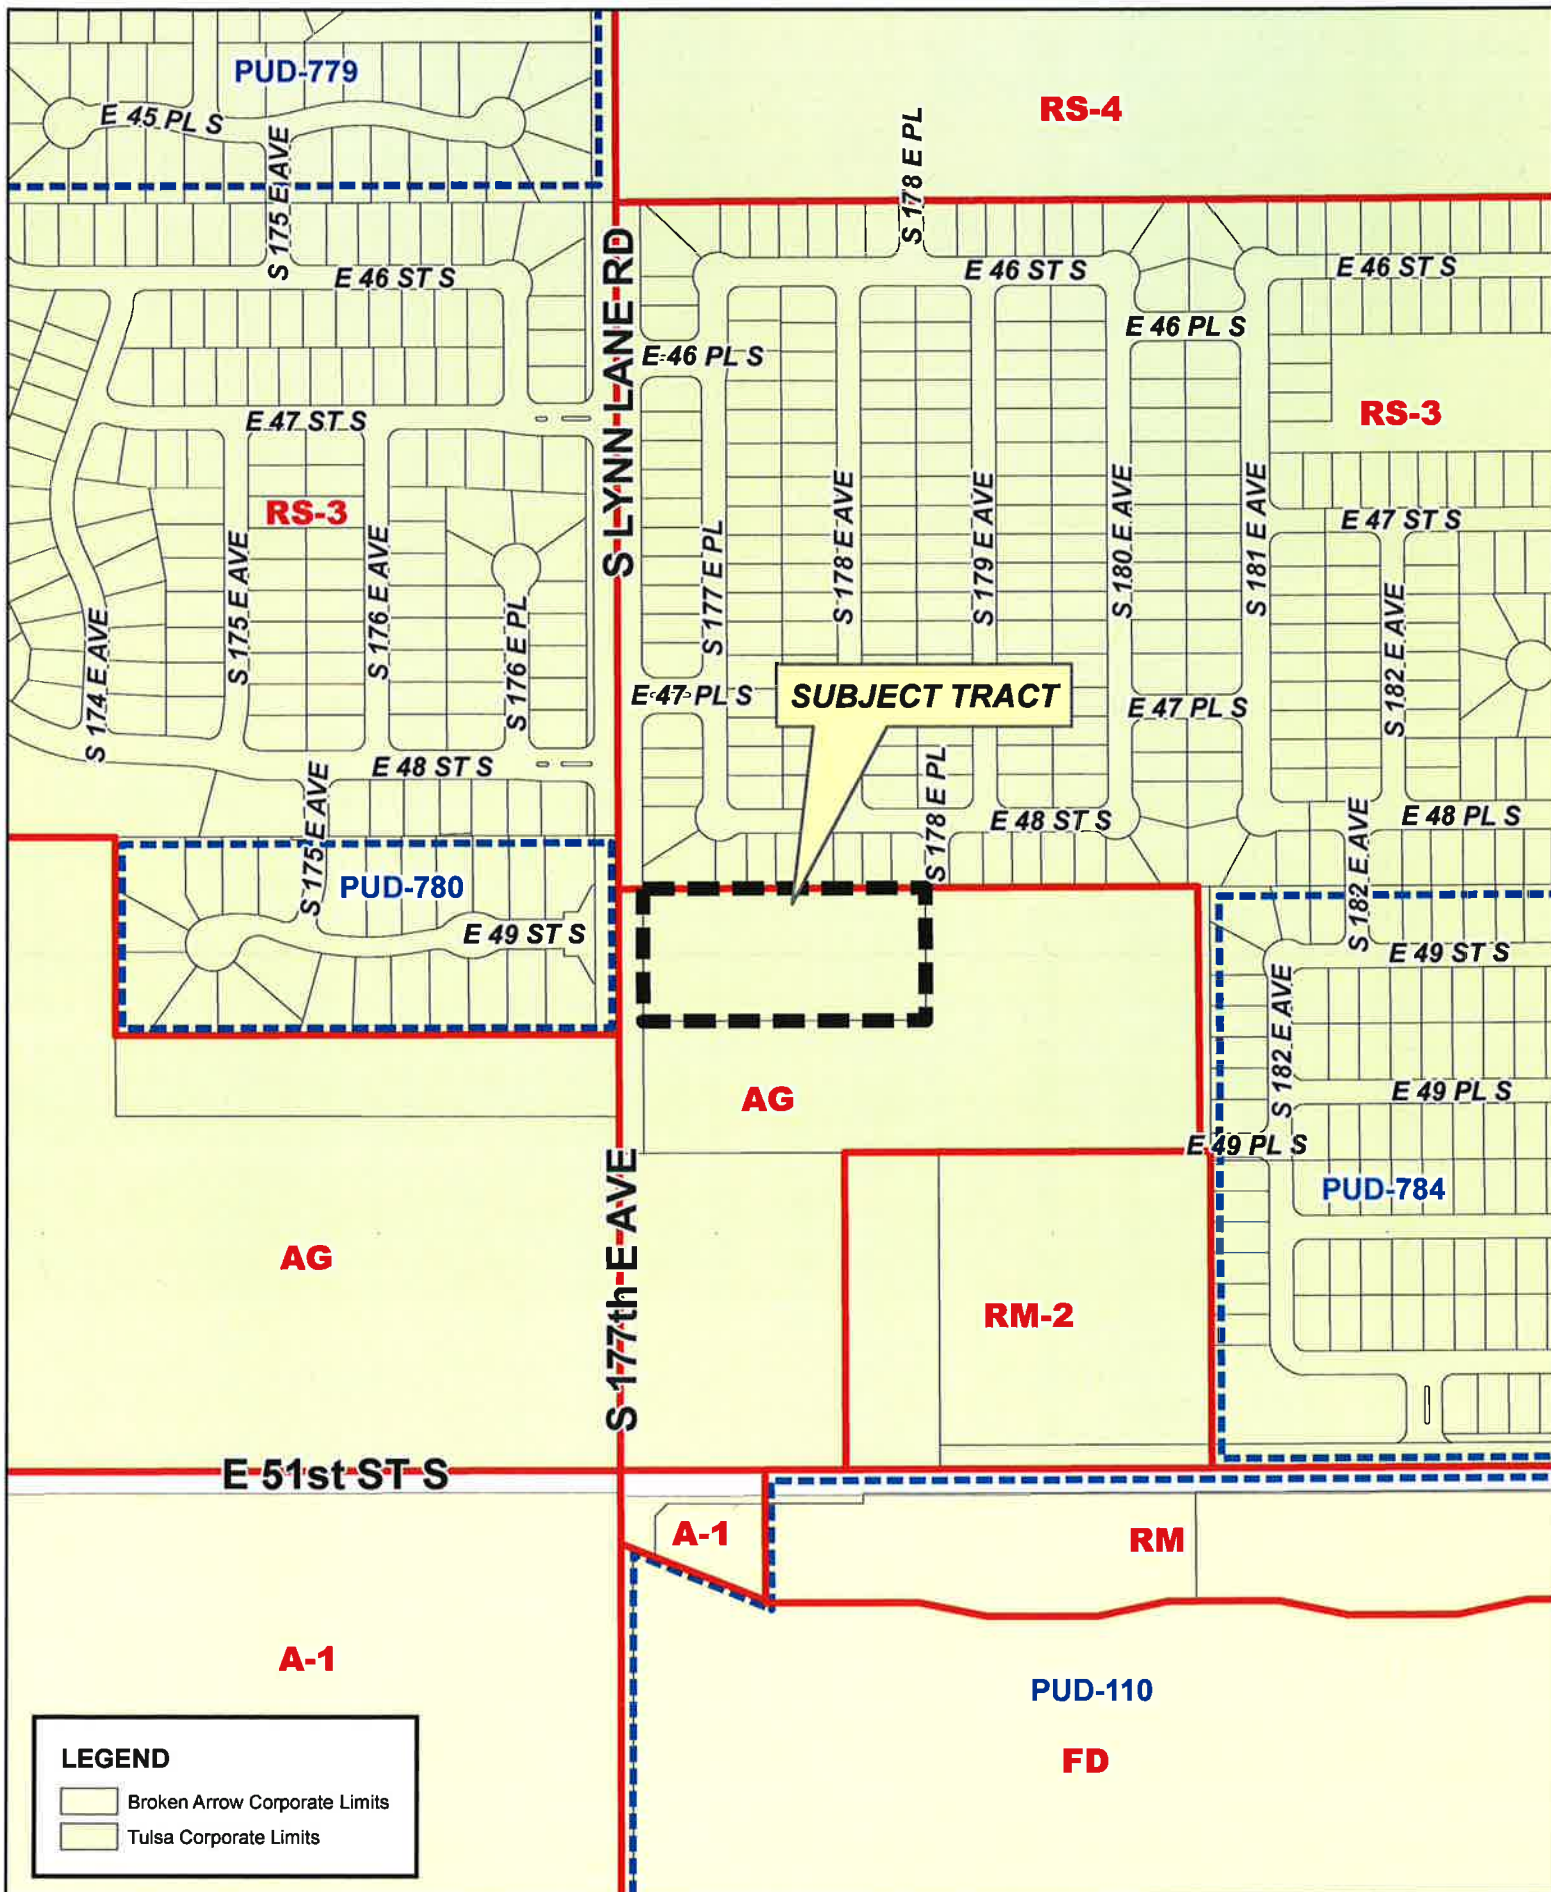 PUD-779
E 45 PL S
S 175 E AVE
RS-4
S 178 E PL
E 46 ST S
E 46 ST S
E 46 ST S
E 46 PL S
E 46 PL S
S LYNN LANE RD
E 47 ST S
RS-3
RS-3
E 47 ST S
S 174 E AVE
S 175 E AVE
S 176 E AVE
S 176 E PL
S 177 E PL
S 178 E AVE
S 179 E AVE
S 180 E AVE
S 181 E AVE
S 182 E AVE
E 47 PL S
SUBJECT TRACT
E 47 PL S
E 48 ST S
S 175 E AVE
S 178 E PL
E 48 ST S
S 182 E AVE
E 48 PL S
PUD-780
E 49 ST S
E 49 ST S
S 182 E AVE
AG
E 49 PL S
E 49 PL S
PUD-784
S 177th E AVE
AG
RM-2
E 51st ST S
A-1
RM
A-1
PUD-110
FD
LEGEND
Broken Arrow Corporate Limits
Tulsa Corporate Limits